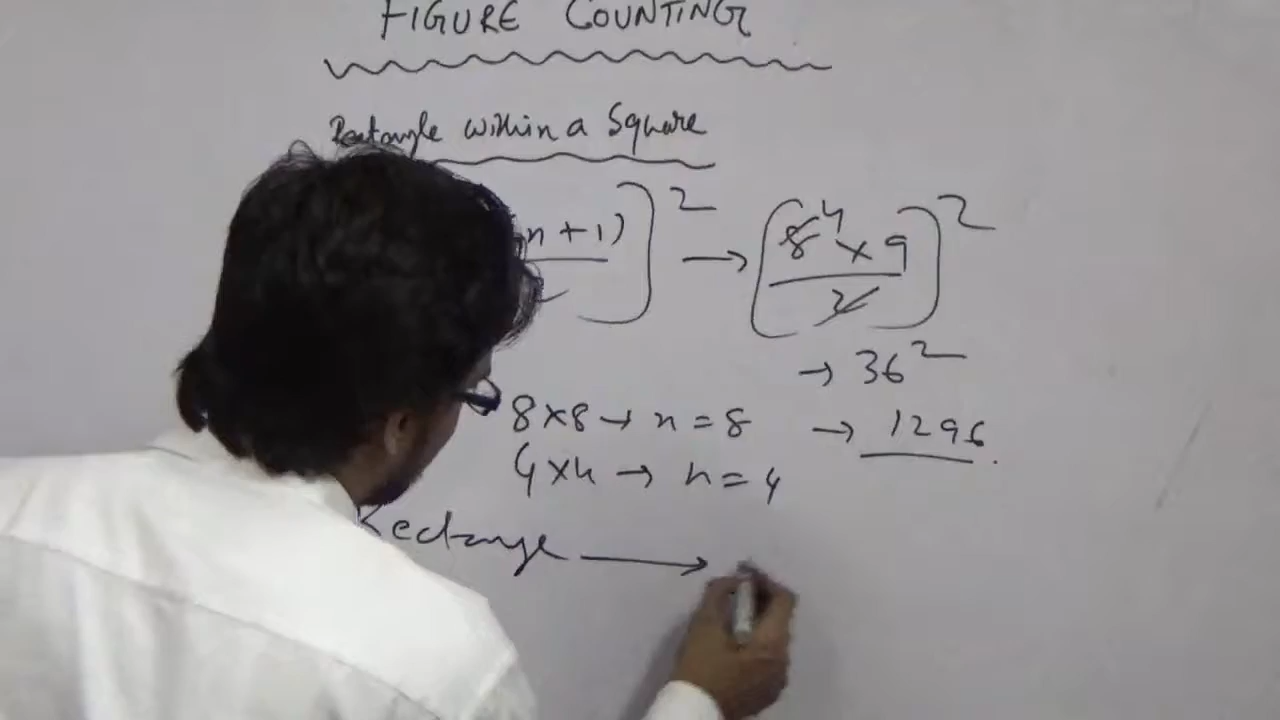 FIGURE COUNTING
Rectangle within a Square
n + 1) ]² → [ 8⁴ × 9 / 2 ]²
→ 36²
8×8 → n = 8 → 1296.
4×4 → n = 4
Rectange →